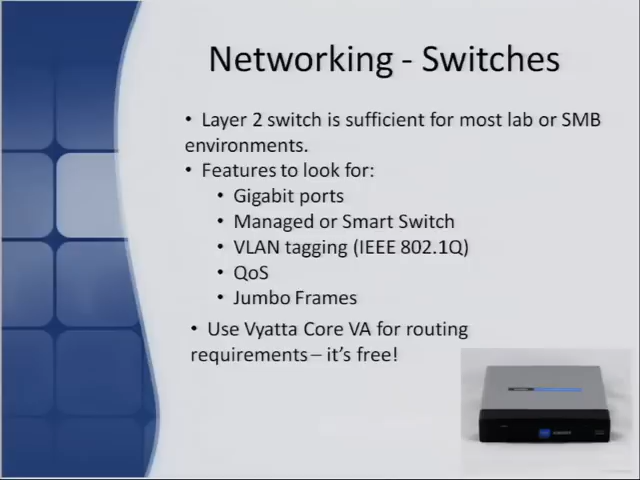 Networking - Switches
• Layer 2 switch is sufficient for most lab or SMB
environments.
• Features to look for:
• Gigabit ports
• Managed or Smart Switch
• VLAN tagging (IEEE 802.1Q)
• QoS
• Jumbo Frames
• Use Vyatta Core VA for routing
requirements – it's free!